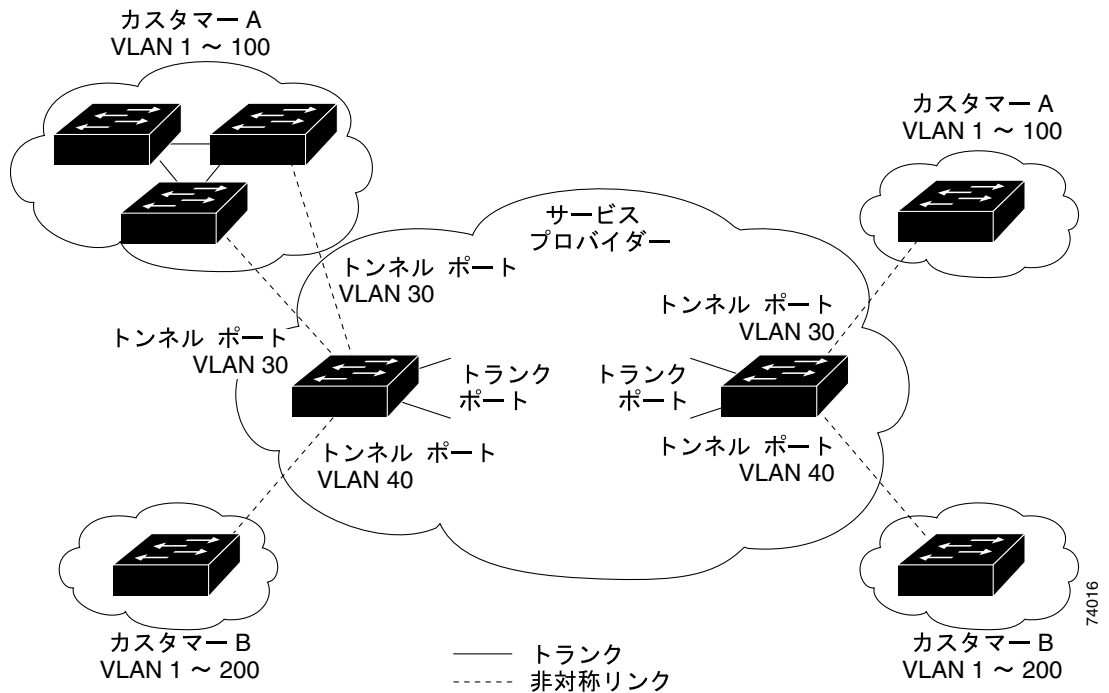 カスタマー A
VLAN 1 ～ 100
カスタマー A
VLAN 1 ～ 100
サービス
プロバイダー
トンネル ポート
VLAN 30
トンネル ポート
VLAN 30
トンネル ポート
VLAN 30
トランク
ポート
トランク
ポート
トンネル ポート
VLAN 40
トンネル ポート
VLAN 40
カスタマー B
VLAN 1 ～ 200
カスタマー B
VLAN 1 ～ 200
74016
トランク
非対称リンク